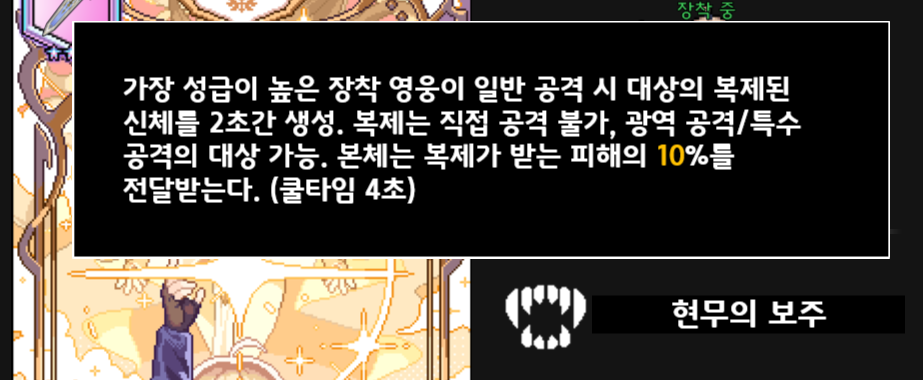 장착 중
가장 성급이 높은 장착 영웅이 일반 공격 시 대상의 복제된
신체를 2초간 생성. 복제는 직접 공격 불가, 광역 공격/특수
공격의 대상 가능. 본체는 복제가 받는 피해의 10%를
전달받는다. (쿨타임 4초)
현무의 보주